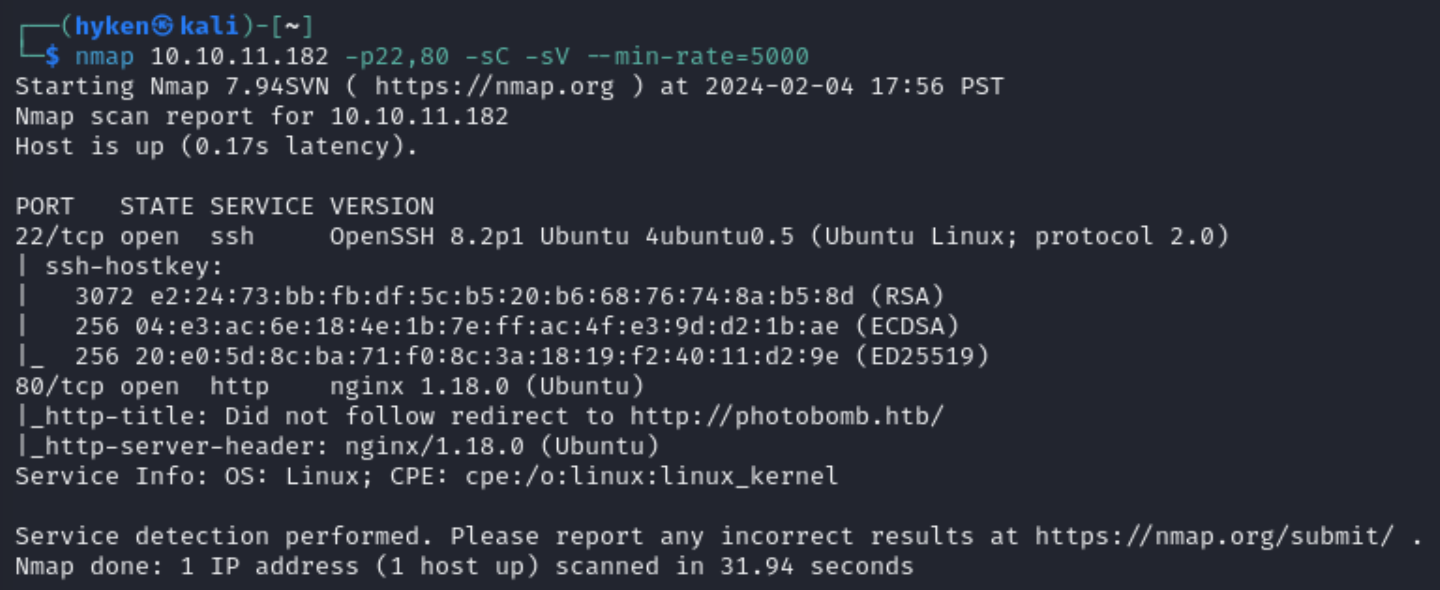 ┌──(hyken㉿kali)-[~]
└─$ nmap 10.10.11.182 -p22,80 -sC -sV --min-rate=5000
Starting Nmap 7.94SVN ( https://nmap.org ) at 2024-02-04 17:56 PST
Nmap scan report for 10.10.11.182
Host is up (0.17s latency).

PORT   STATE SERVICE VERSION
22/tcp open  ssh     OpenSSH 8.2p1 Ubuntu 4ubuntu0.5 (Ubuntu Linux; protocol 2.0)
| ssh-hostkey:
|   3072 e2:24:73:bb:fb:df:5c:b5:20:b6:68:76:74:8a:b5:8d (RSA)
|   256 04:e3:ac:6e:18:4e:1b:7e:ff:ac:4f:e3:9d:d2:1b:ae (ECDSA)
|_  256 20:e0:5d:8c:ba:71:f0:8c:3a:18:19:f2:40:11:d2:9e (ED25519)
80/tcp open  http    nginx 1.18.0 (Ubuntu)
|_http-title: Did not follow redirect to http://photobomb.htb/
|_http-server-header: nginx/1.18.0 (Ubuntu)
Service Info: OS: Linux; CPE: cpe:/o:linux:linux_kernel

Service detection performed. Please report any incorrect results at https://nmap.org/submit/ .
Nmap done: 1 IP address (1 host up) scanned in 31.94 seconds